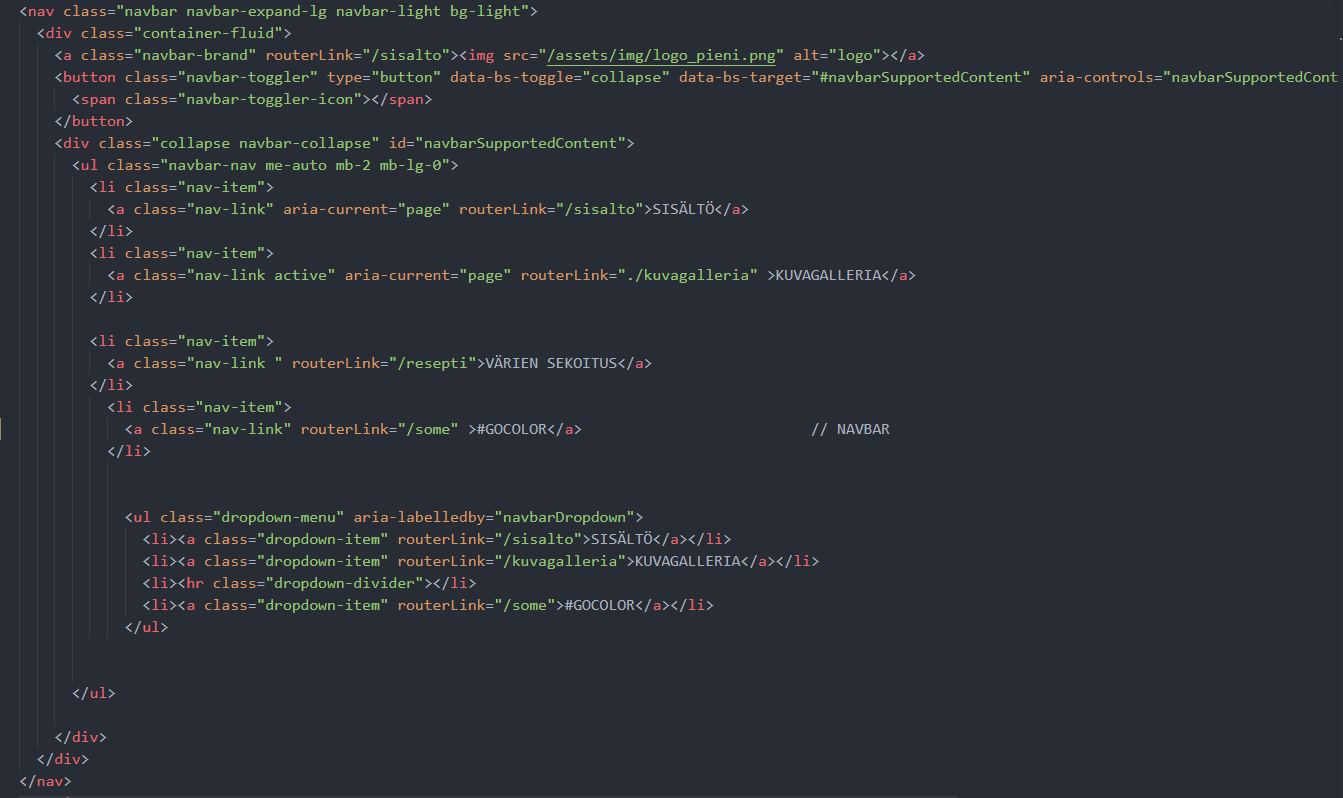 <nav class="navbar navbar-expand-lg navbar-light bg-light">
<div class="container-fluid">
<a class="navbar-brand" routerLink="/sisalto"><img src="/assets/img/logo_pieni.png" alt="logo"></a>
<button class="navbar-toggler" type="button" data-bs-toggle="collapse" data-bs-target="#navbarSupportedContent" aria-controls="navbarSupportedCont
<span class="navbar-toggler-icon"></span>
</button>
<div class="collapse navbar-collapse" id="navbarSupportedContent">
<ul class="navbar-nav me-auto mb-2 mb-lg-0">
<li class="nav-item">
<a class="nav-link" aria-current="page" routerLink="/sisalto">SISÄLTÖ</a>
</li>
<li class="nav-item">
<a class="nav-link active" aria-current="page" routerLink="./kuvagalleria" >KUVAGALLERIA</a>
</li>
<li class="nav-item">
<a class="nav-link " routerLink="/resepti">VÄRIEN SEKOITUS</a>
</li>
<li class="nav-item">
<a class="nav-link" routerLink="/some" >#GOCOLOR</a> // NAVBAR
</li>
<ul class="dropdown-menu" aria-labelledby="navbarDropdown">
<li><a class="dropdown-item" routerLink="/sisalto">SISÄLTÖ</a></li>
<li><a class="dropdown-item" routerLink="/kuvagalleria">KUVAGALLERIA</a></li>
<li><hr class="dropdown-divider"></li>
<li><a class="dropdown-item" routerLink="/some">#GOCOLOR</a></li>
</ul>
</ul>
</div>
</div>
</nav>